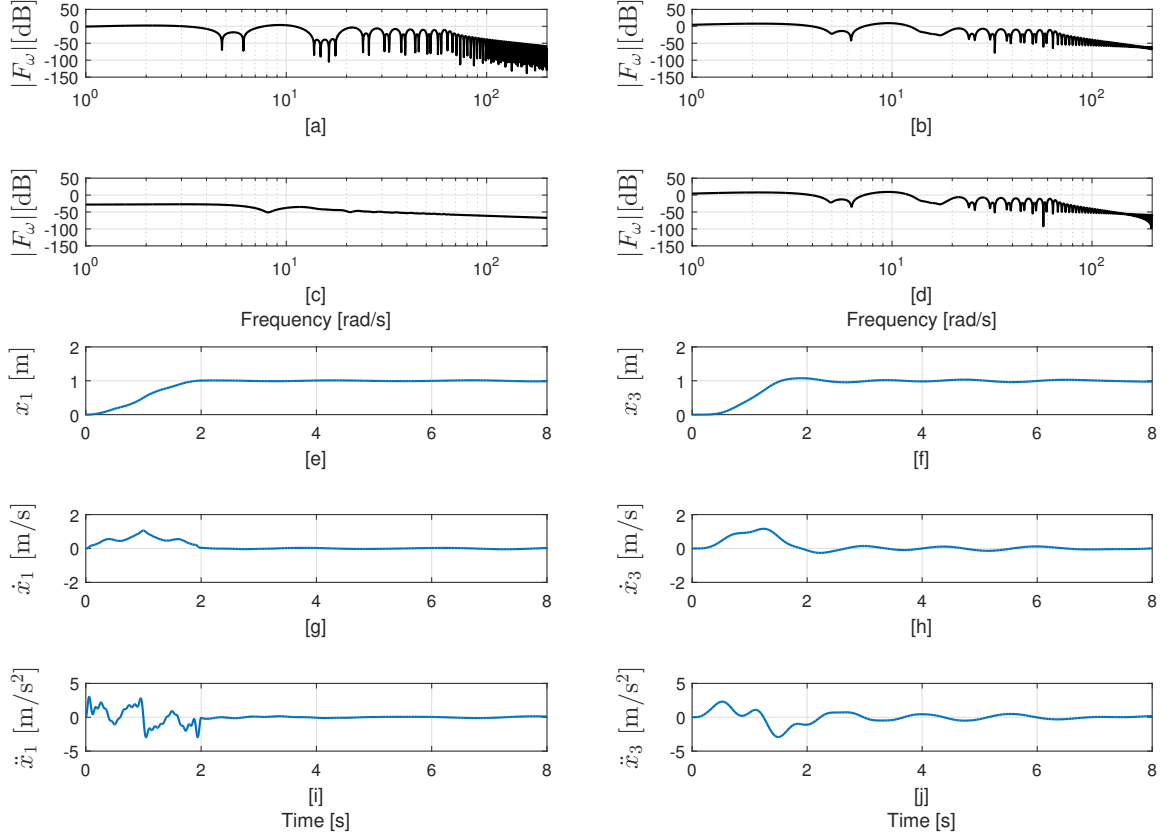 |F_ω|[dB]
50
0
-50
-100
-150
10^0
10^1
10^2
[a]
|F_ω|[dB]
50
0
-50
-100
-150
10^0
10^1
10^2
[b]
|F_ω|[dB]
50
0
-50
-100
-150
10^0
10^1
10^2
[c]
Frequency [rad/s]
|F_ω|[dB]
50
0
-50
-100
-150
10^0
10^1
10^2
[d]
Frequency [rad/s]
x_1 [m]
2
1
0
0 2 4 6 8
[e]
x_3 [m]
2
1
0
0 2 4 6 8
[f]
ẋ_1 [m/s]
2
0
-2
0 2 4 6 8
[g]
ẋ_3 [m/s]
2
0
-2
0 2 4 6 8
[h]
ẍ_1 [m/s^2]
5
0
-5
0 2 4 6 8
[i]
Time [s]
ẍ_3 [m/s^2]
5
0
-5
0 2 4 6 8
[j]
Time [s]